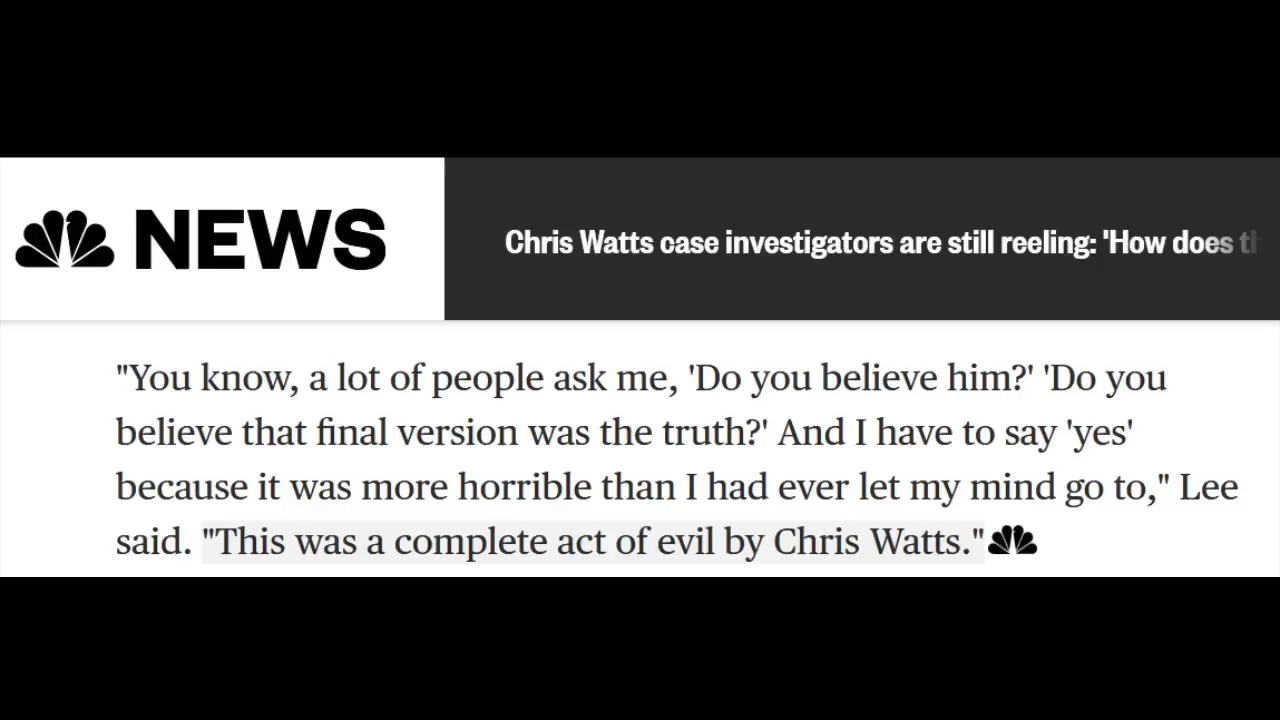 NEWS
Chris Watts case investigators are still reeling: 'How does
"You know, a lot of people ask me, 'Do you believe him?' 'Do you
believe that final version was the truth?' And I have to say 'yes'
because it was more horrible than I had ever let my mind go to," Lee
said. "This was a complete act of evil by Chris Watts."